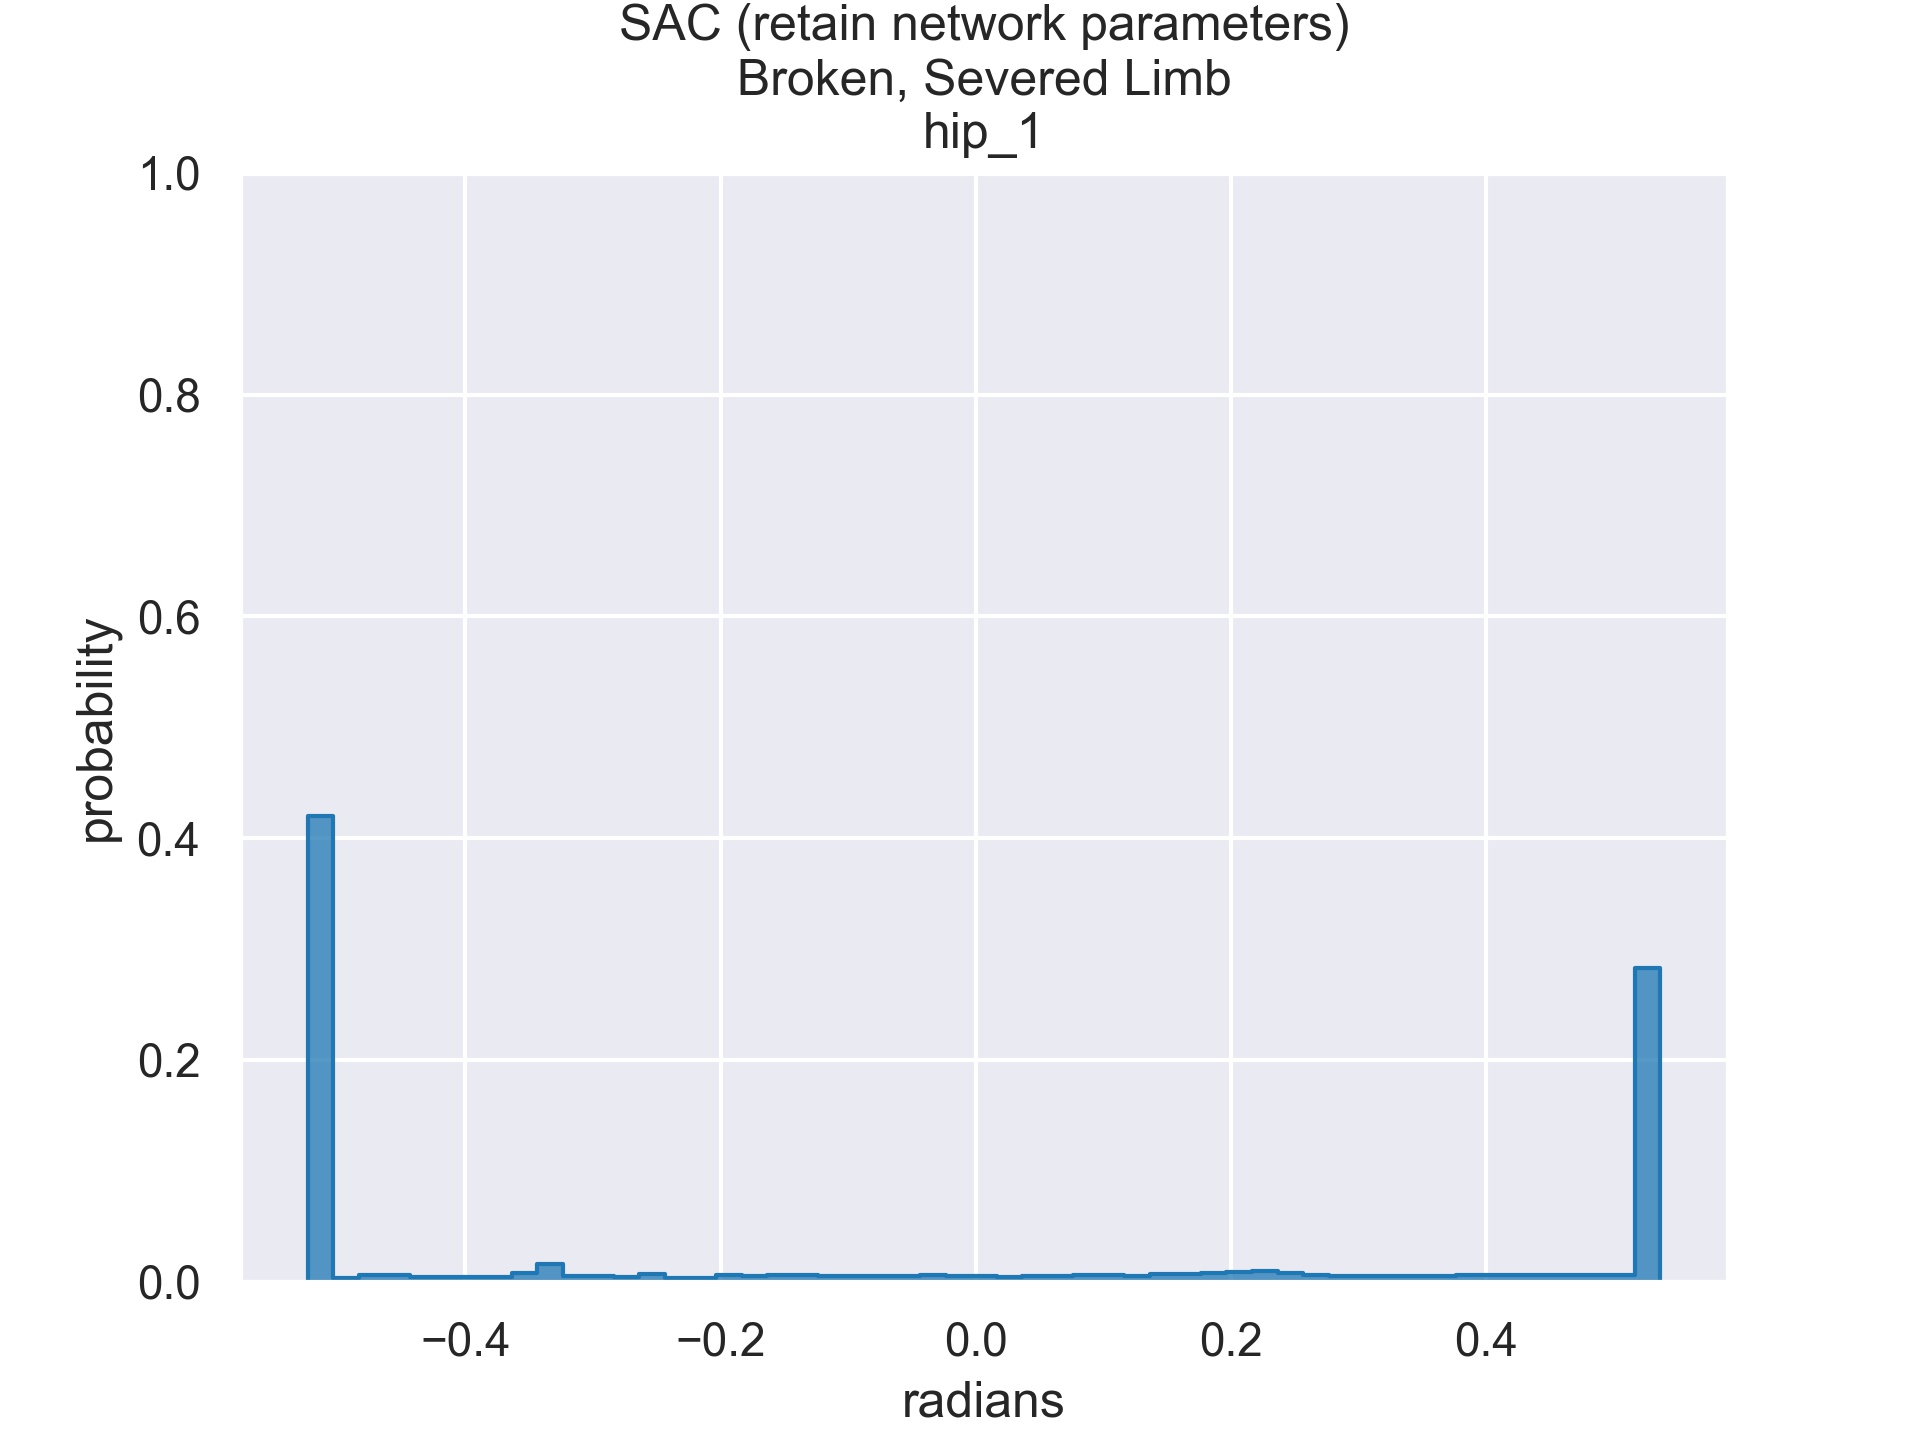 SAC (retain network parameters)
Broken, Severed Limb
hip_1
1.0
0.8
0.6
0.4
0.2
0.0
probability
−0.4
−0.2
0.0
0.2
0.4
radians